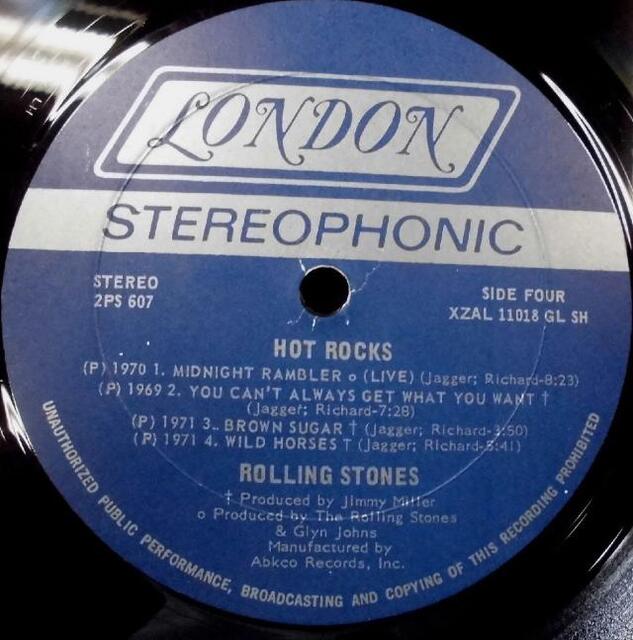 LONDON
STEREOPHONIC
STEREO
2PS 607
SIDE FOUR
XZAL 11018 GL SH
HOT ROCKS
(P) 1970 1. MIDNIGHT RAMBLER o (LIVE) (Jagger; Richard-8:23)
(P) 1969 2. YOU CAN'T ALWAYS GET WHAT YOU WANT †
(Jagger; Richard-7:28)
(P) 1971 3.. BROWN SUGAR † (Jagger; Richard-3:50)
(P) 1971 4. WILD HORSES † (Jagger; Richard-5:41)
ROLLING STONES
† Produced by Jimmy Miller
o Produced by The Rolling Stones
& Glyn Johns
Manufactured by
Abkco Records, Inc.
UNAUTHORIZED PUBLIC PERFORMANCE, BROADCASTING AND COPYING OF THIS RECORDING PROHIBITED